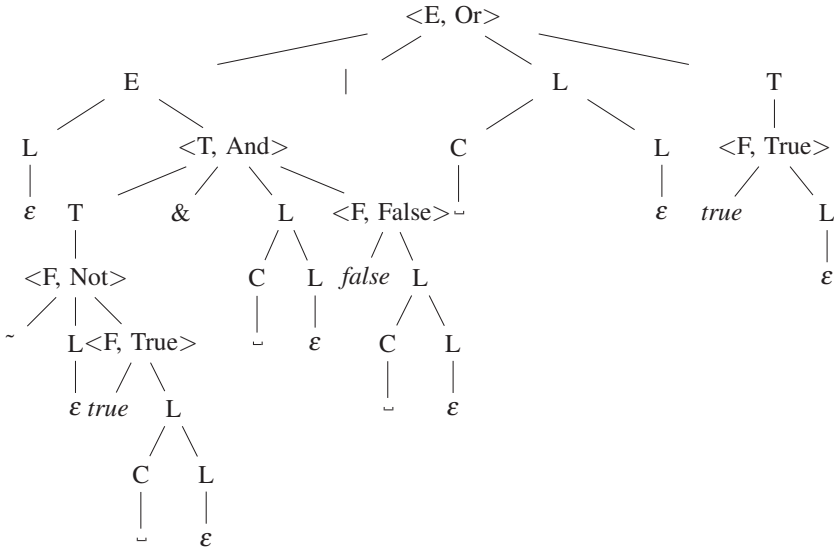 <E, Or>
E | L T
L <T, And> C <F, True>
ε T & L <F, False> ␣ ε true L
<F, Not> C L false L ε
~ L <F, True> ␣ ε C L
ε true L ␣ ε
C L
␣ ε